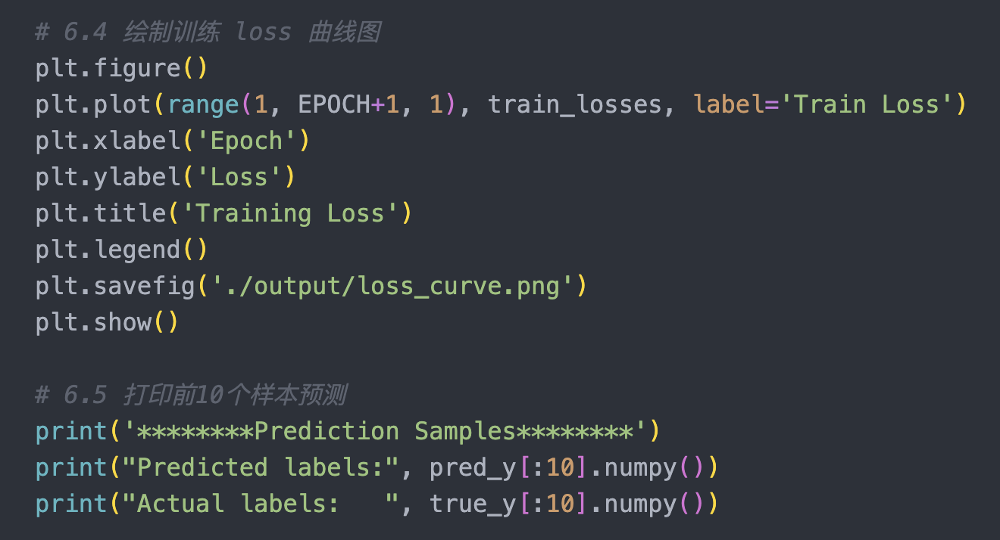 # 6.4 绘制训练 loss 曲线图
plt.figure()
plt.plot(range(1, EPOCH+1, 1), train_losses, label='Train Loss')
plt.xlabel('Epoch')
plt.ylabel('Loss')
plt.title('Training Loss')
plt.legend()
plt.savefig('./output/loss_curve.png')
plt.show()
# 6.5 打印前10个样本预测
print('********Prediction Samples********')
print("Predicted labels:", pred_y[:10].numpy())
print("Actual labels:   ", true_y[:10].numpy())